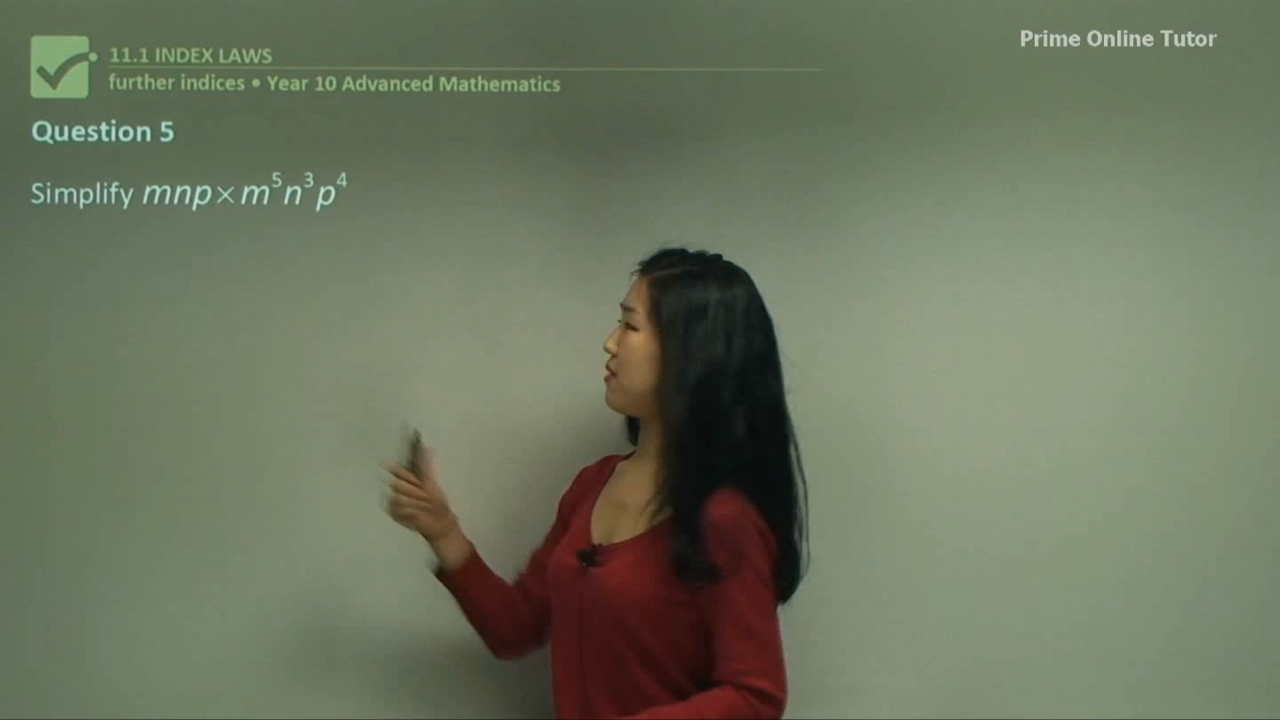 Prime Online Tutor
11.1 INDEX LAWS
further indices • Year 10 Advanced Mathematics
Question 5
Simplify mnp × m⁵n³p⁴